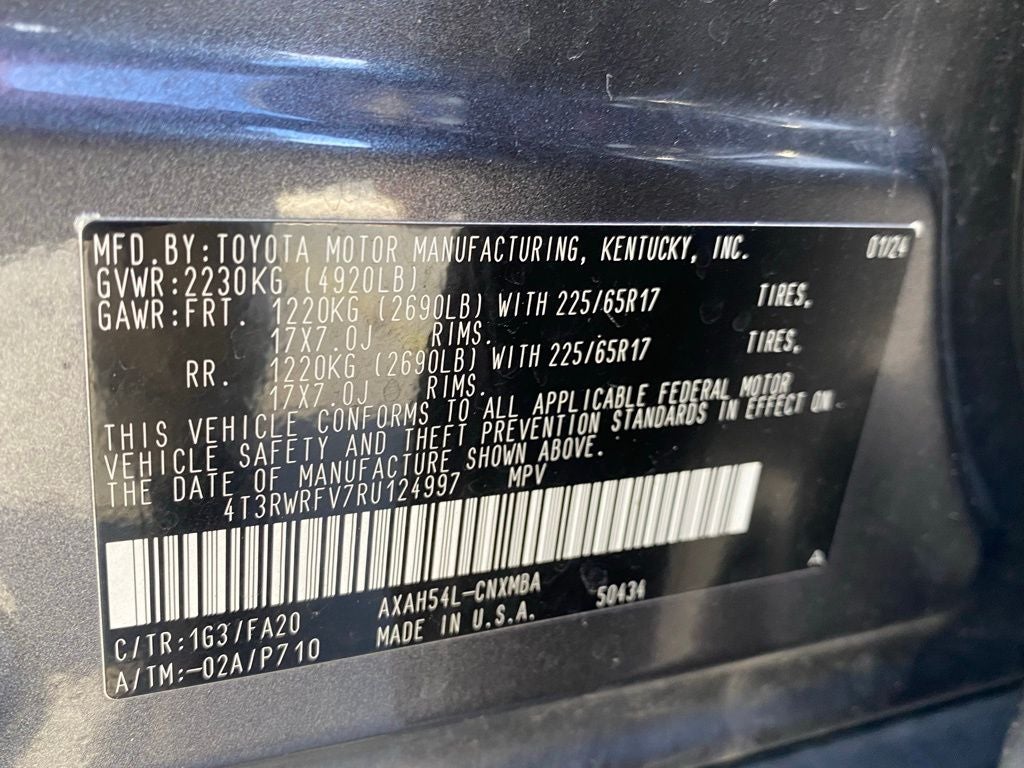 MFD.BY:TOYOTA MOTOR MANUFACTURING, KENTUCKY, INC. 01/24
GVWR:2230KG (4920LB)
GAWR:FRT. 1220KG (2690LB) WITH 225/65R17 TIRES,
17X7.0J RIMS.
RR. 1220KG (2690LB) WITH 225/65R17 TIRES,
17X7.0J RIMS.
THIS VEHICLE CONFORMS TO ALL APPLICABLE FEDERAL MOTOR
VEHICLE SAFETY AND THEFT PREVENTION STANDARDS IN EFFECT ON
THE DATE OF MANUFACTURE SHOWN ABOVE.
4T3RWRFV7RU124997 MPV
A
AXAH54L-CNXMBA 50434
C/TR:1G3/FA20 MADE IN U.S.A.
A/TM:-02A/P710